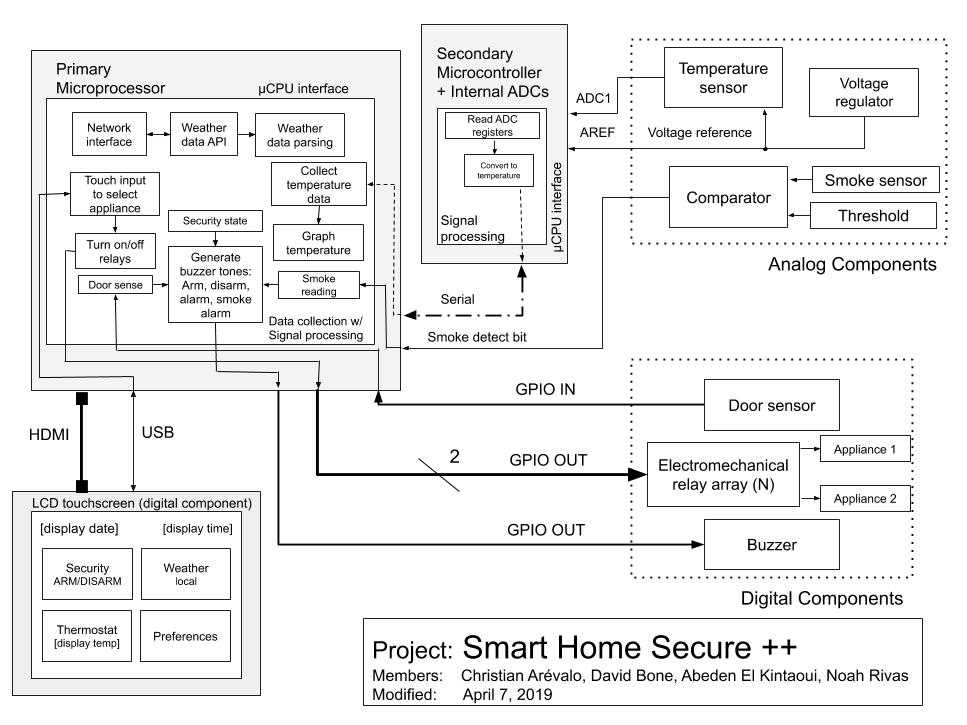 Primary
Microprocessor
µCPU interface
Network
interface
Weather
data API
Weather
data parsing
Touch input
to select
appliance
Collect
temperature
data
Security state
Turn on/off
relays
Graph
temperature
Generate
buzzer tones:
Arm, disarm,
alarm, smoke
alarm
Door sense
Smoke
reading
Data collection w/
Signal processing
Secondary
Microcontroller
+ Internal ADCs
Read ADC
registers
Convert to
temperature
Signal
processing
µCPU interface
ADC1
AREF
Voltage reference
Temperature
sensor
Voltage
regulator
Comparator
Smoke sensor
Threshold
Analog Components
Serial
Smoke detect bit
GPIO IN
Door sensor
2
GPIO OUT
Electromechanical
relay array (N)
Appliance 1
Appliance 2
GPIO OUT
Buzzer
Digital Components
HDMI
USB
LCD touchscreen (digital component)
[display date]
[display time]
Security
ARM/DISARM
Weather
local
Thermostat
[display temp]
Preferences
Project: Smart Home Secure ++
Members: Christian Arévalo, David Bone, Abeden El Kintaoui, Noah Rivas
Modified: April 7, 2019